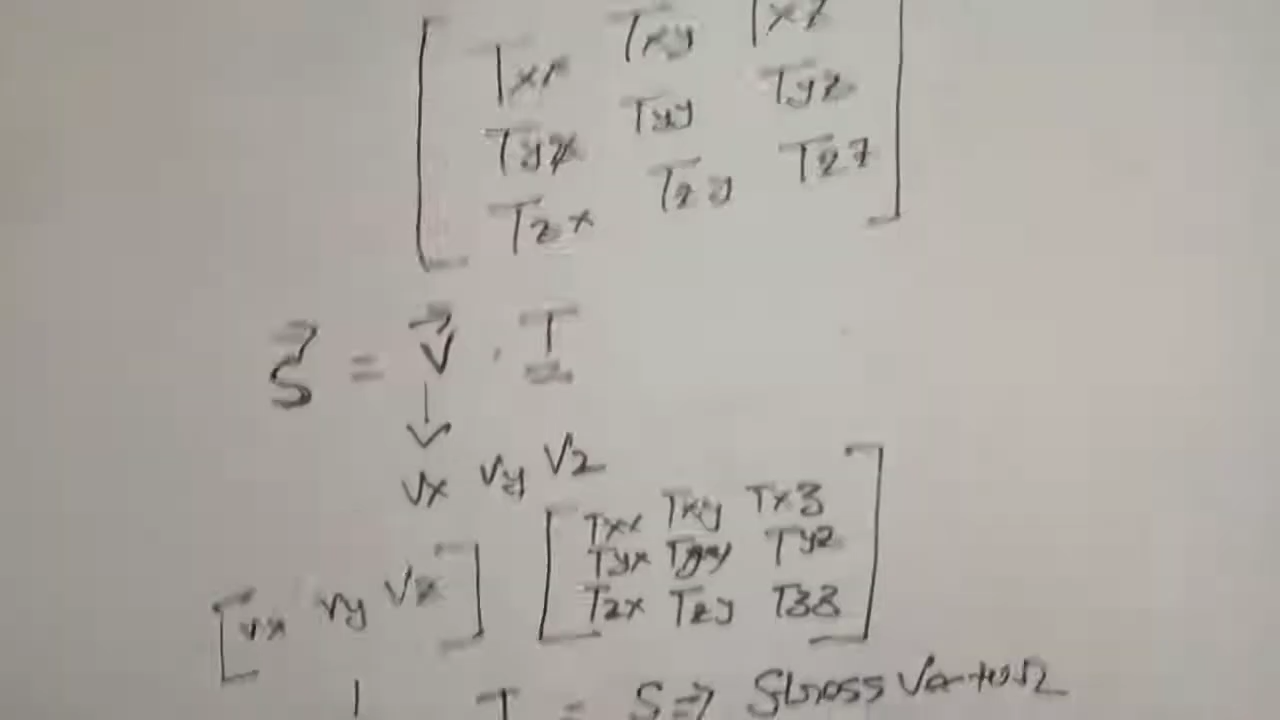 [ Txx Txy Txz
Tyx Tyy Tyz
Tzx Tzy Tzz ]
S⃗ = V⃗ . T
↓
Vx Vy Vz
[Vx Vy Vz] [ Txx Txy Txz
Tyx Tyy Tyz
Tzx Tzy Tzz ]
T = S ⇒ Stress Vector